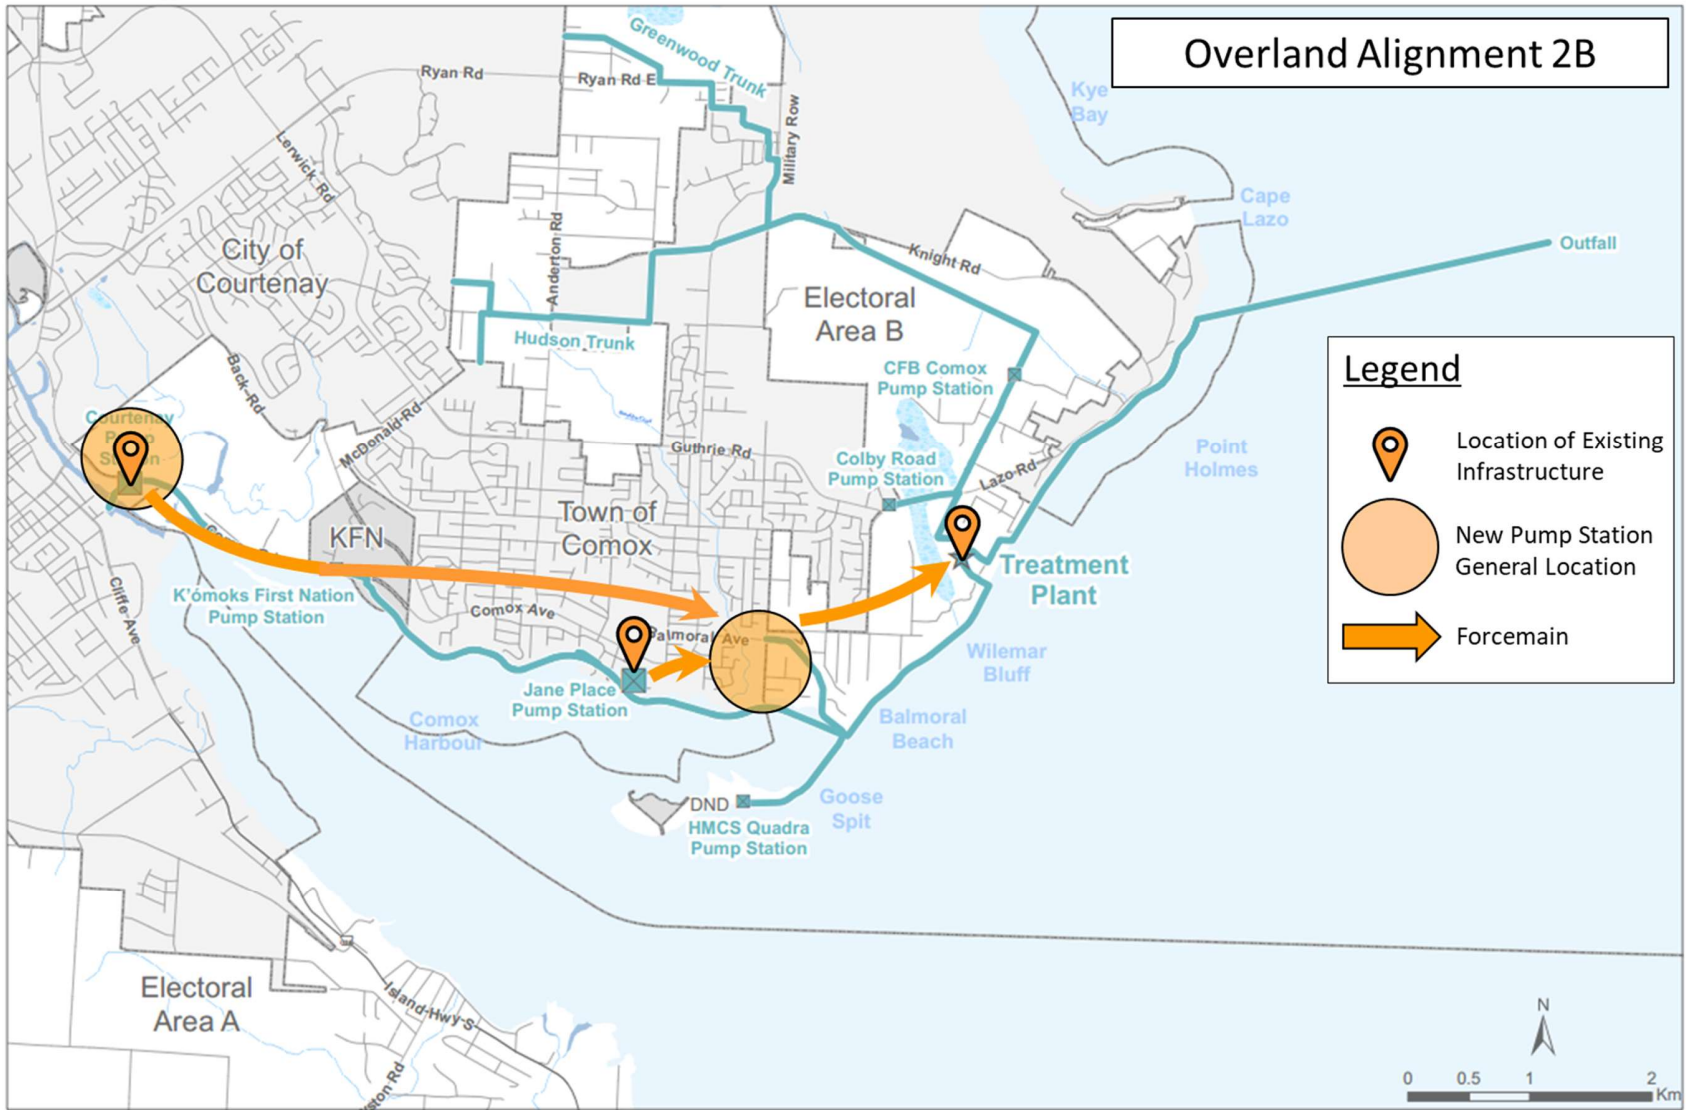 Overland Alignment 2B
Greenwood Trunk
Ryan Rd
Ryan Rd E
Kye
Bay
Military Row
Lerwick Rd
Cape
Lazo
City of
Courtenay
Anderton Rd
Knight Rd
Outfall
Electoral
Area B
Hudson Trunk
Legend
Back Rd
CFB Comox
Pump Station
Courtenay
McDonald Rd
Guthrie Rd
Point
Holmes
Location of Existing
Infrastructure
Colby Road
Pump Station
Lazo Rd
Town of
Comox
KFN
New Pump Station
General Location
Treatment
Plant
K'ómoks First Nation
Pump Station
Cliffe Ave
Comox Ave
Balmoral Ave
Forcemain
Wilemar
Bluff
Jane Place
Pump Station
Comox
Harbour
Balmoral
Beach
DND
Goose
Spit
HMCS Quadra
Pump Station
Electoral
Area A
Island Hwy S
N
0 0.5 1 2
Km